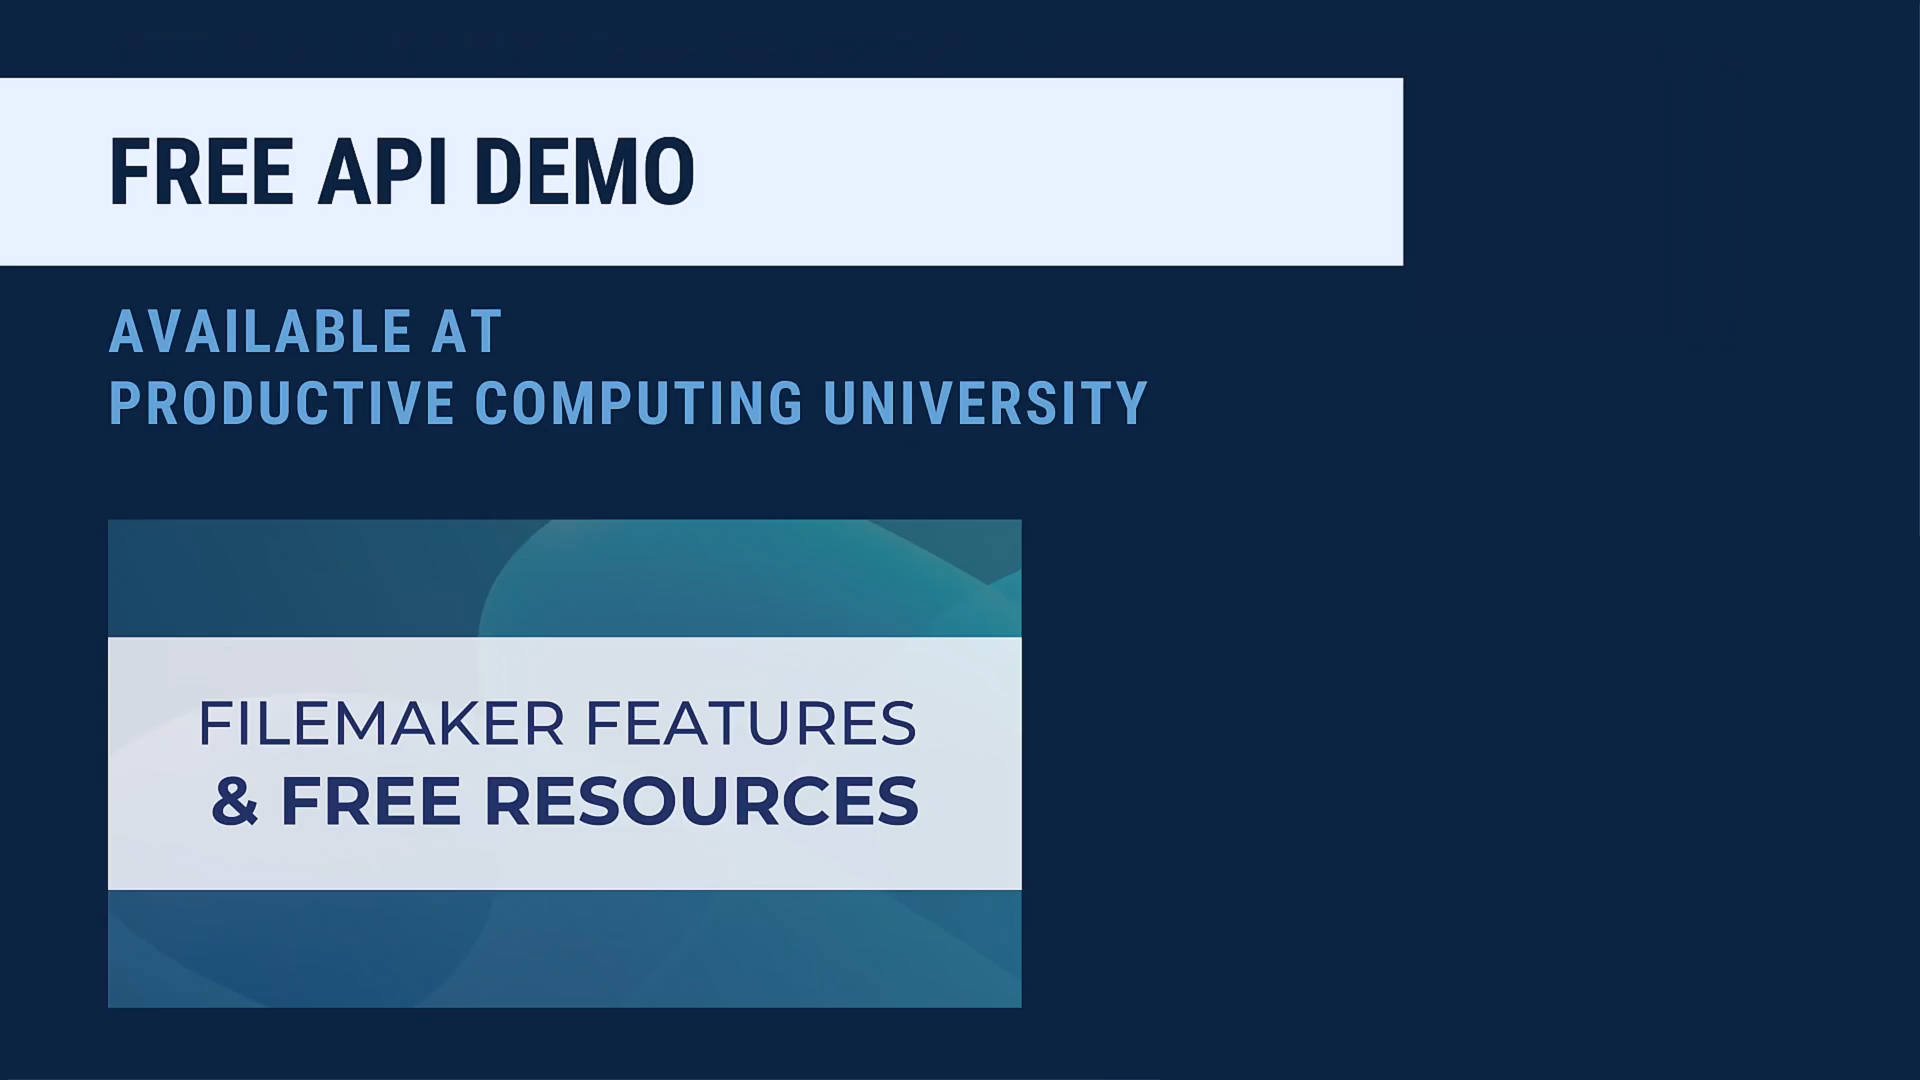 FREE API DEMO
AVAILABLE AT
PRODUCTIVE COMPUTING UNIVERSITY
FILEMAKER FEATURES
& FREE RESOURCES